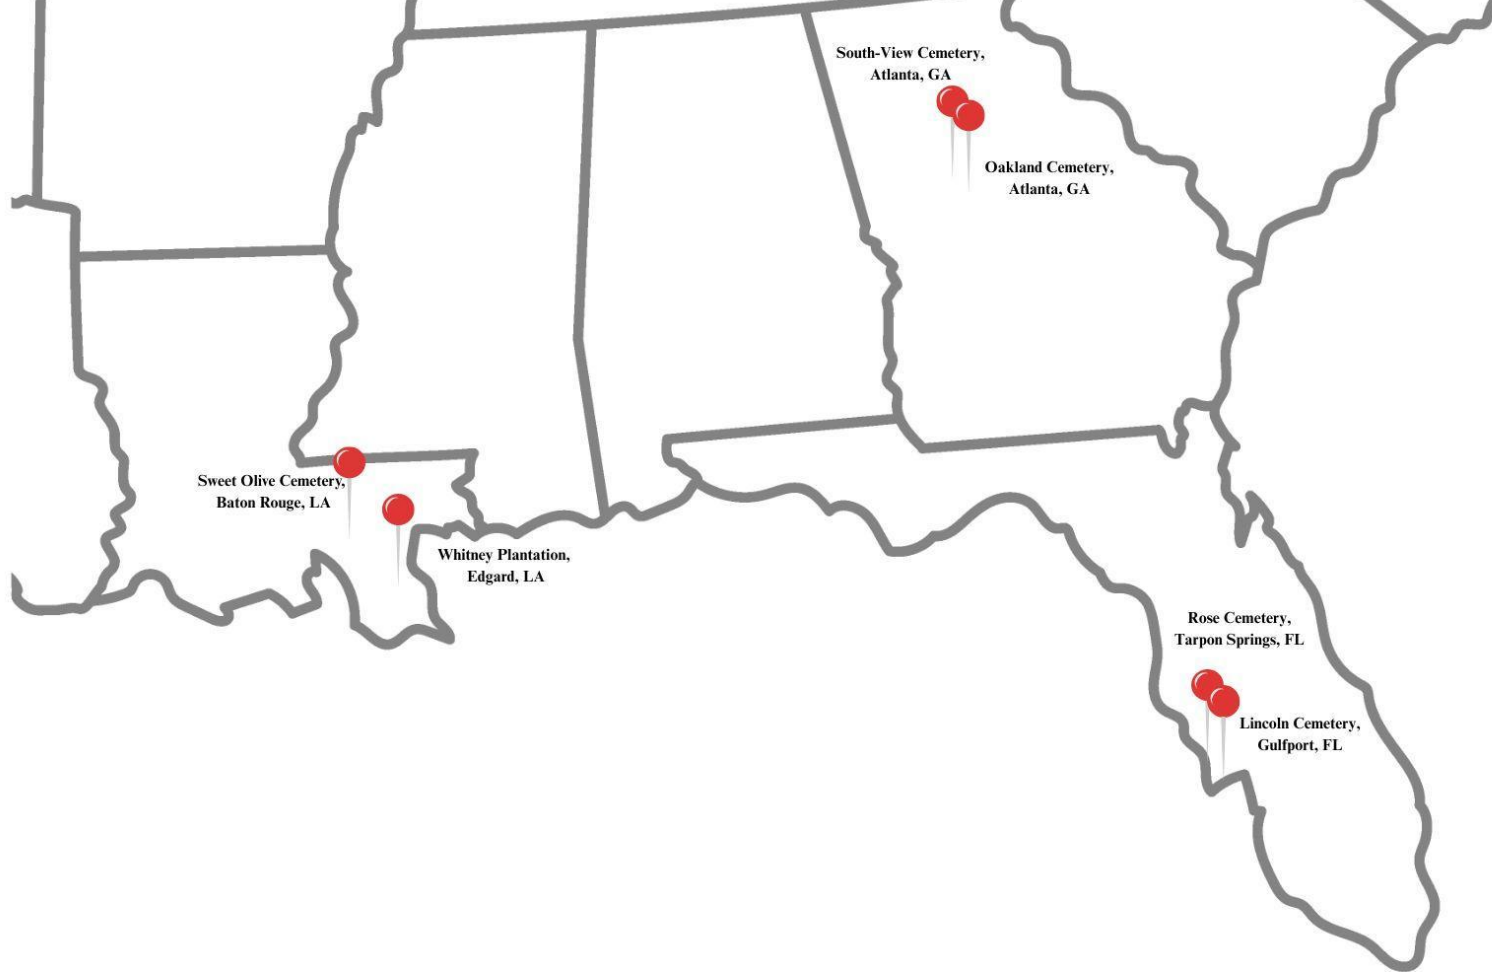 South-View Cemetery,
Atlanta, GA
Oakland Cemetery,
Atlanta, GA
Sweet Olive Cemetery,
Baton Rouge, LA
Whitney Plantation,
Edgard, LA
Rose Cemetery,
Tarpon Springs, FL
Lincoln Cemetery,
Gulfport, FL